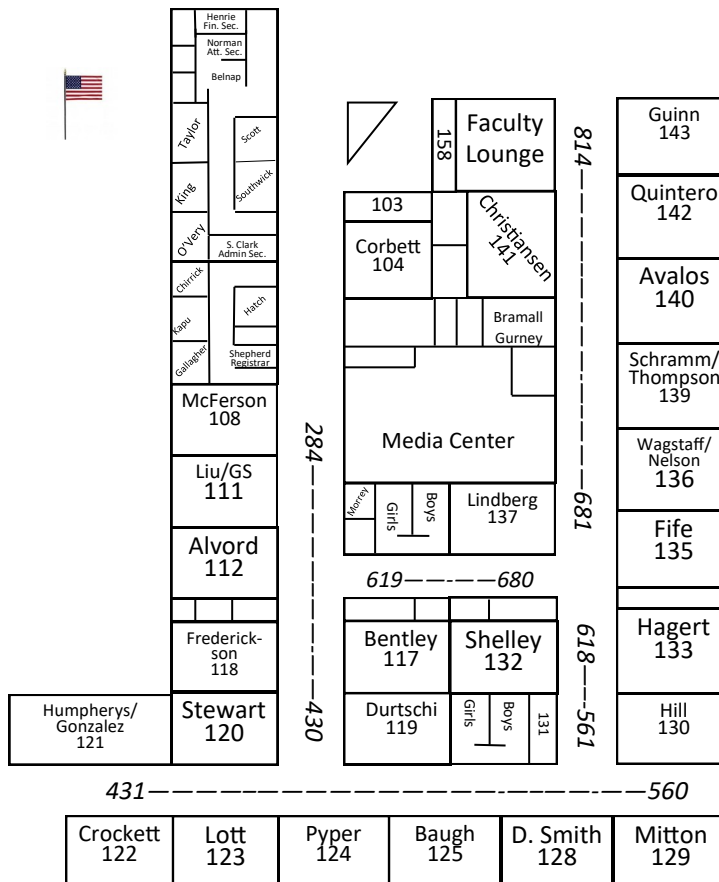 Henrie
Fin. Sec.
Norman
Att. Sec.
Belnap
Taylor
Scott
King
Southwick
O'Very
S. Clark
Admin Sec.
Chirrick
Hatch
Kapu
Gallagher
Shepherd
Registrar
McFerson
108
Liu/GS
111
Alvord
112
Frederick-
son
118
Humpherys/
Gonzalez
121
Stewart
120
284
430
158
Faculty
Lounge
103
Corbett
104
Christiansen
141
Bramall
Gurney
Media Center
Morrey
Girls
Boys
Lindberg
137
619
680
Bentley
117
Shelley
132
Durtschi
119
Girls
Boys
131
814
681
618
561
Guinn
143
Quintero
142
Avalos
140
Schramm/
Thompson
139
Wagstaff/
Nelson
136
Fife
135
Hagert
133
Hill
130
431
560
Crockett
122
Lott
123
Pyper
124
Baugh
125
D. Smith
128
Mitton
129